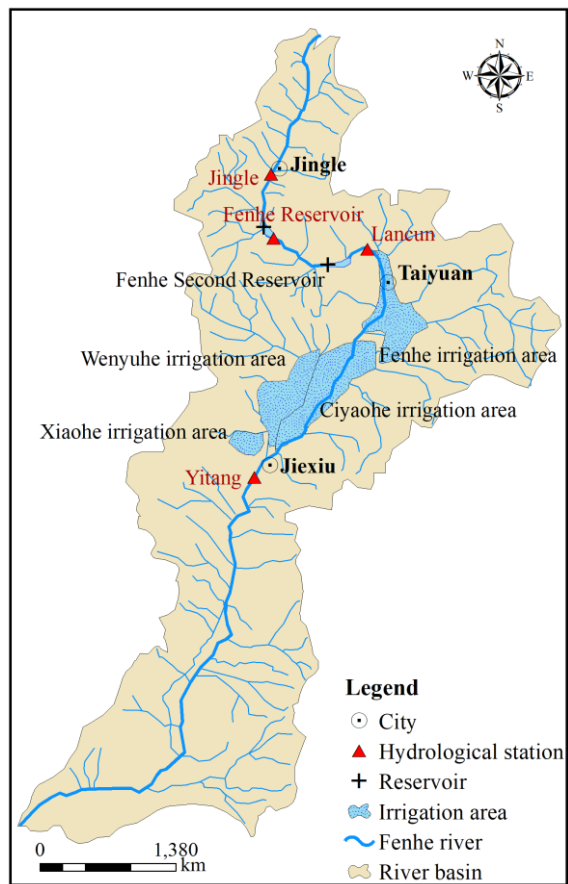 N
W E
S
Jingle
Jingle
Fenhe Reservoir
Lancun
Fenhe Second Reservoir
Taiyuan
Wenyuhe irrigation area
Fenhe irrigation area
Ciyaohe irrigation area
Xiaohe irrigation area
Jiexiu
Yitang
Legend
City
Hydrological station
Reservoir
Irrigation area
Fenhe river
River basin
0 1,380
km